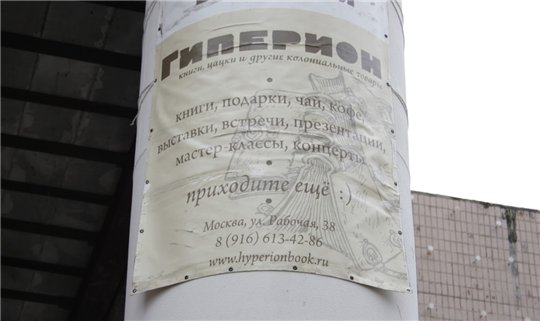 Гиперион
книги, цацки и другие колониальные товары
книги, подарки, чай, кофе,
выставки, встречи, презентации,
мастер-классы, концерты
приходите ещё :)
Москва, ул. Рабочая, 38
8 (916) 613-42-86
www.hyperionbook.ru